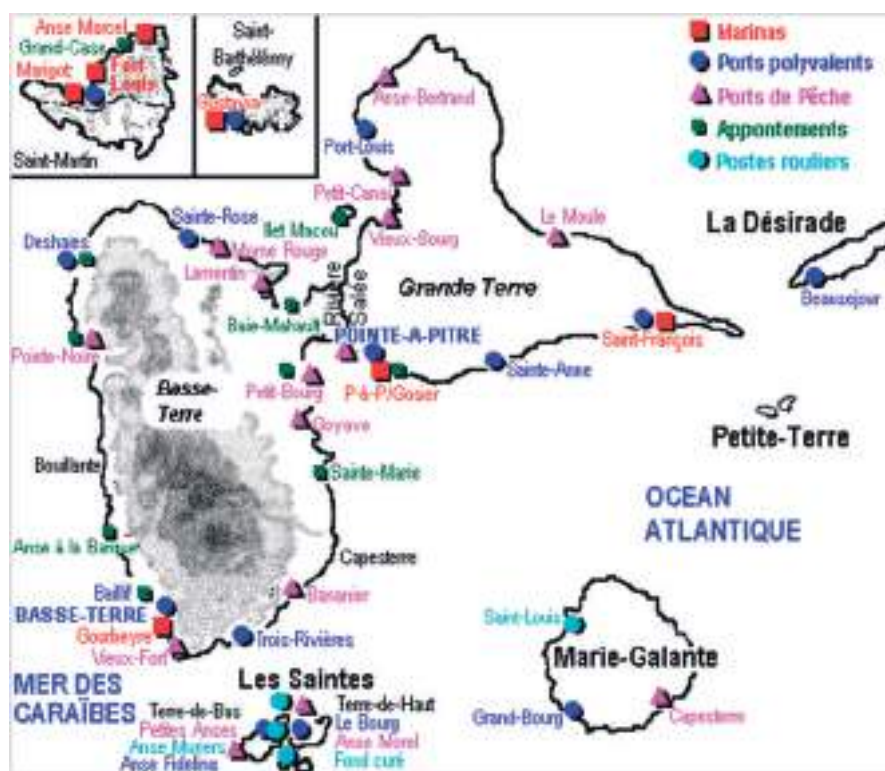 Anse Marcel
Grand-Case
Marigot
Fort
Louis
Saint-Martin
Saint-
Barthélémy
Gustavia
Marinas
Ports polyvalents
Ports de Pêche
Appontements
Postes rouliers
Anse-Bertrand
Port-Louis
Petit-Canal
Ilet Macou
Vieux-Bourg
Le Moule
La Désirade
Beausejour
Sainte-Rose
Deshaies
Morne Rouge
Lamentin
Rivière
Salée
Grande Terre
Baie-Mahault
POINTE-A-PITRE
Saint-François
Pointe-Noire
Sainte-Anne
Basse-
Terre
Petit-Bourg
P-à-P/Gosier
Goyave
Petite-Terre
Bouillante
Sainte-Marie
OCEAN
ATLANTIQUE
Anse à la Barque
Capesterre
Baillif
Bananier
BASSE-TERRE
Gourbeyre
Trois-Rivières
Vieux-Fort
Saint-Louis
Marie-Galante
Grand-Bourg
Capesterre
MER DES
CARAÏBES
Les Saintes
Terre-de-Bas
Terre-de-Haut
Petites Anses
Le Bourg
Anse Muriers
Anse Morel
Anse Fideling
Fond curé